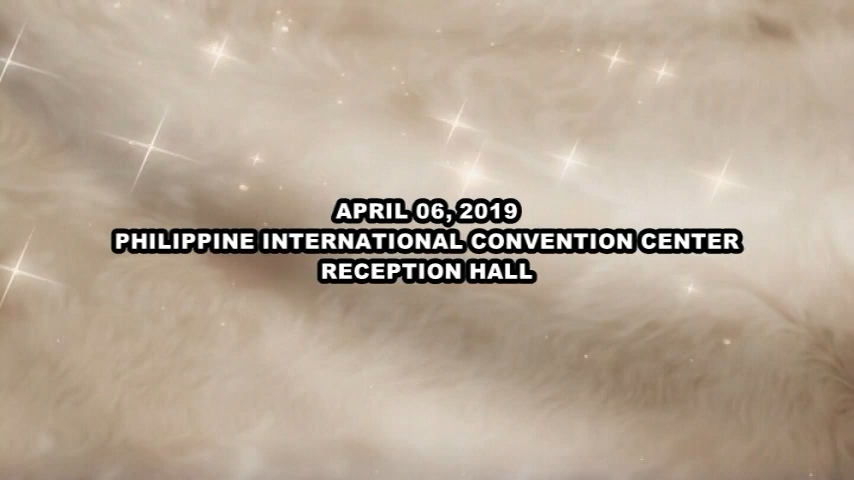 APRIL 06, 2019
PHILIPPINE INTERNATIONAL CONVENTION CENTER
RECEPTION HALL